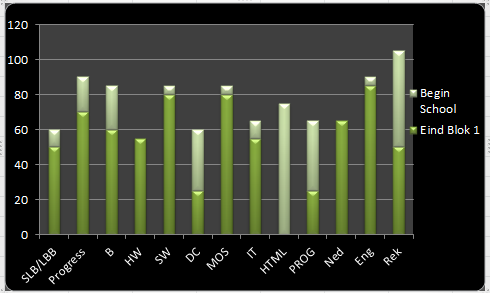 120
100
80
60
40
20
0
SLB/LBB
Progress
B
HW
SW
DC
MOS
IT
HTML
PROG
Ned
Eng
Rek
Begin
School
Eind Blok 1